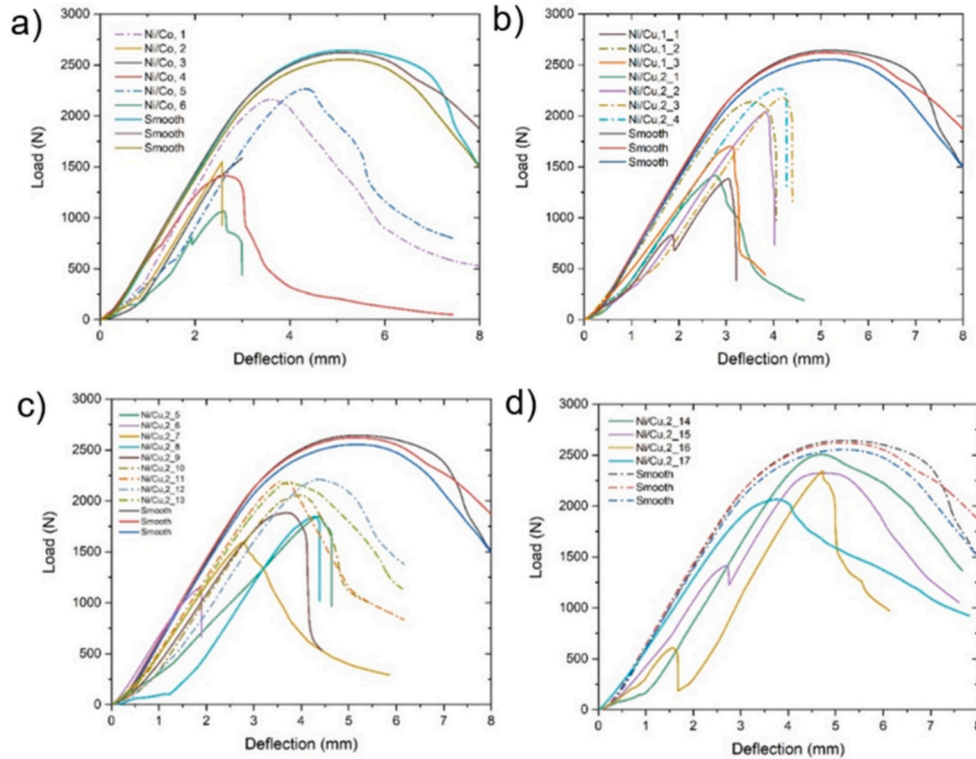 a)
Ni/Co, 1
Ni/Co, 2
Ni/Co, 3
Ni/Co, 4
Ni/Co, 5
Ni/Co, 6
Smooth
Smooth
Smooth
3000
2500
2000
1500
1000
500
0
Load (N)
0 2 4 6 8
Deflection (mm)
b)
Ni/Cu,1_1
Ni/Cu,1_2
Ni/Cu,1_3
Ni/Cu,2_1
Ni/Cu,2_2
Ni/Cu,2_3
Ni/Cu,2_4
Smooth
Smooth
Smooth
3000
2500
2000
1500
1000
500
0
Load (N)
0 1 2 3 4 5 6 7 8
Deflection (mm)
c)
Ni/Cu,2_5
Ni/Cu,2_6
Ni/Cu,2_7
Ni/Cu,2_8
Ni/Cu,2_9
Ni/Cu,2_10
Ni/Cu,2_11
Ni/Cu,2_12
Ni/Cu,2_13
Smooth
Smooth
Smooth
3000
2500
2000
1500
1000
500
0
Load (N)
0 1 2 3 4 5 6 7 8
Deflection (mm)
d)
Ni/Cu,2_14
Ni/Cu,2_15
Ni/Cu,2_16
Ni/Cu,2_17
Smooth
Smooth
Smooth
3000
2500
2000
1500
1000
500
0
Load (N)
0 1 2 3 4 5 6 7 8
Deflection (mm)